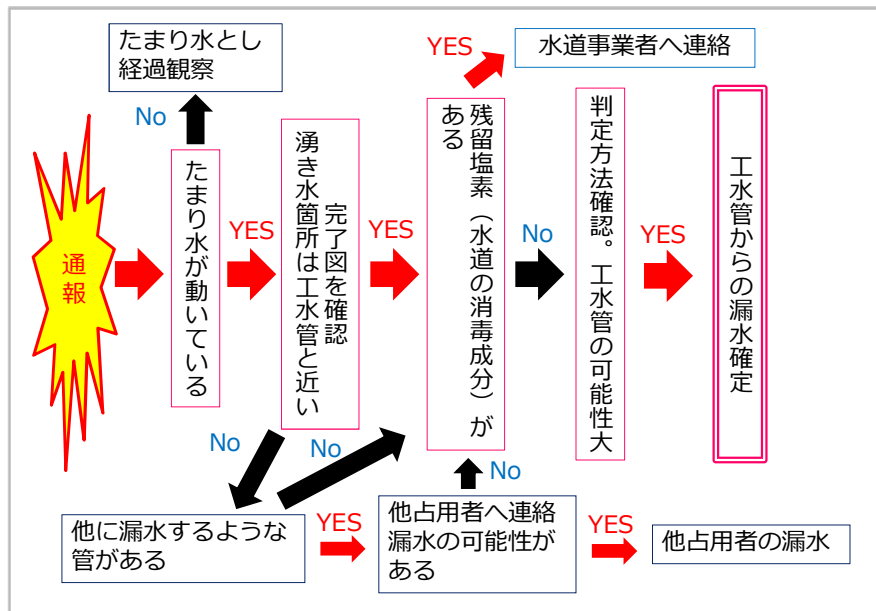 通報
たまり水が動いている
No
たまり水とし
経過観察
YES
完了図を確認
湧き水箇所は工水管と近い
YES
残留塩素（水道の消毒成分）が
ある
YES
水道事業者へ連絡
No
判定方法確認。工水管の可能性大
YES
工水管からの漏水確定
No
No
他に漏水するような
管がある
YES
他占用者へ連絡
漏水の可能性が
ある
No
YES
他占用者の漏水